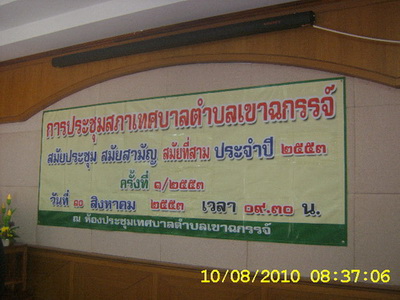 การประชุมสภาเทศบาลตำบลเขาฉกรรจ์
สมัยประชุม สมัยสามัญ สมัยที่สาม ประจำปี ๒๕๕๓
ครั้งที่ ๑/๒๕๕๓
วันที่ ๑๐ สิงหาคม ๒๕๕๓ เวลา ๐๙.๓๐ น.
ณ ห้องประชุมเทศบาลตำบลเขาฉกรรจ์
10/08/2010 08:37:06